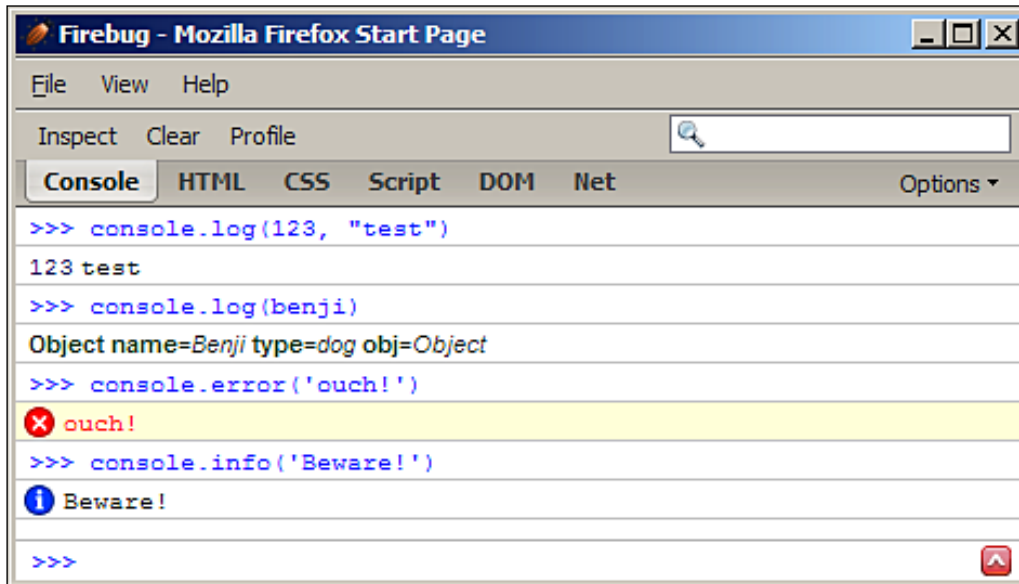 Firebug - Mozilla Firefox Start Page
File View Help
Inspect Clear Profile
Console HTML CSS Script DOM Net Options
>>> console.log(123, "test")
123 test
>>> console.log(benji)
Object name=Benji type=dog obj=Object
>>> console.error('ouch!')
ouch!
>>> console.info('Beware!')
Beware!
>>>